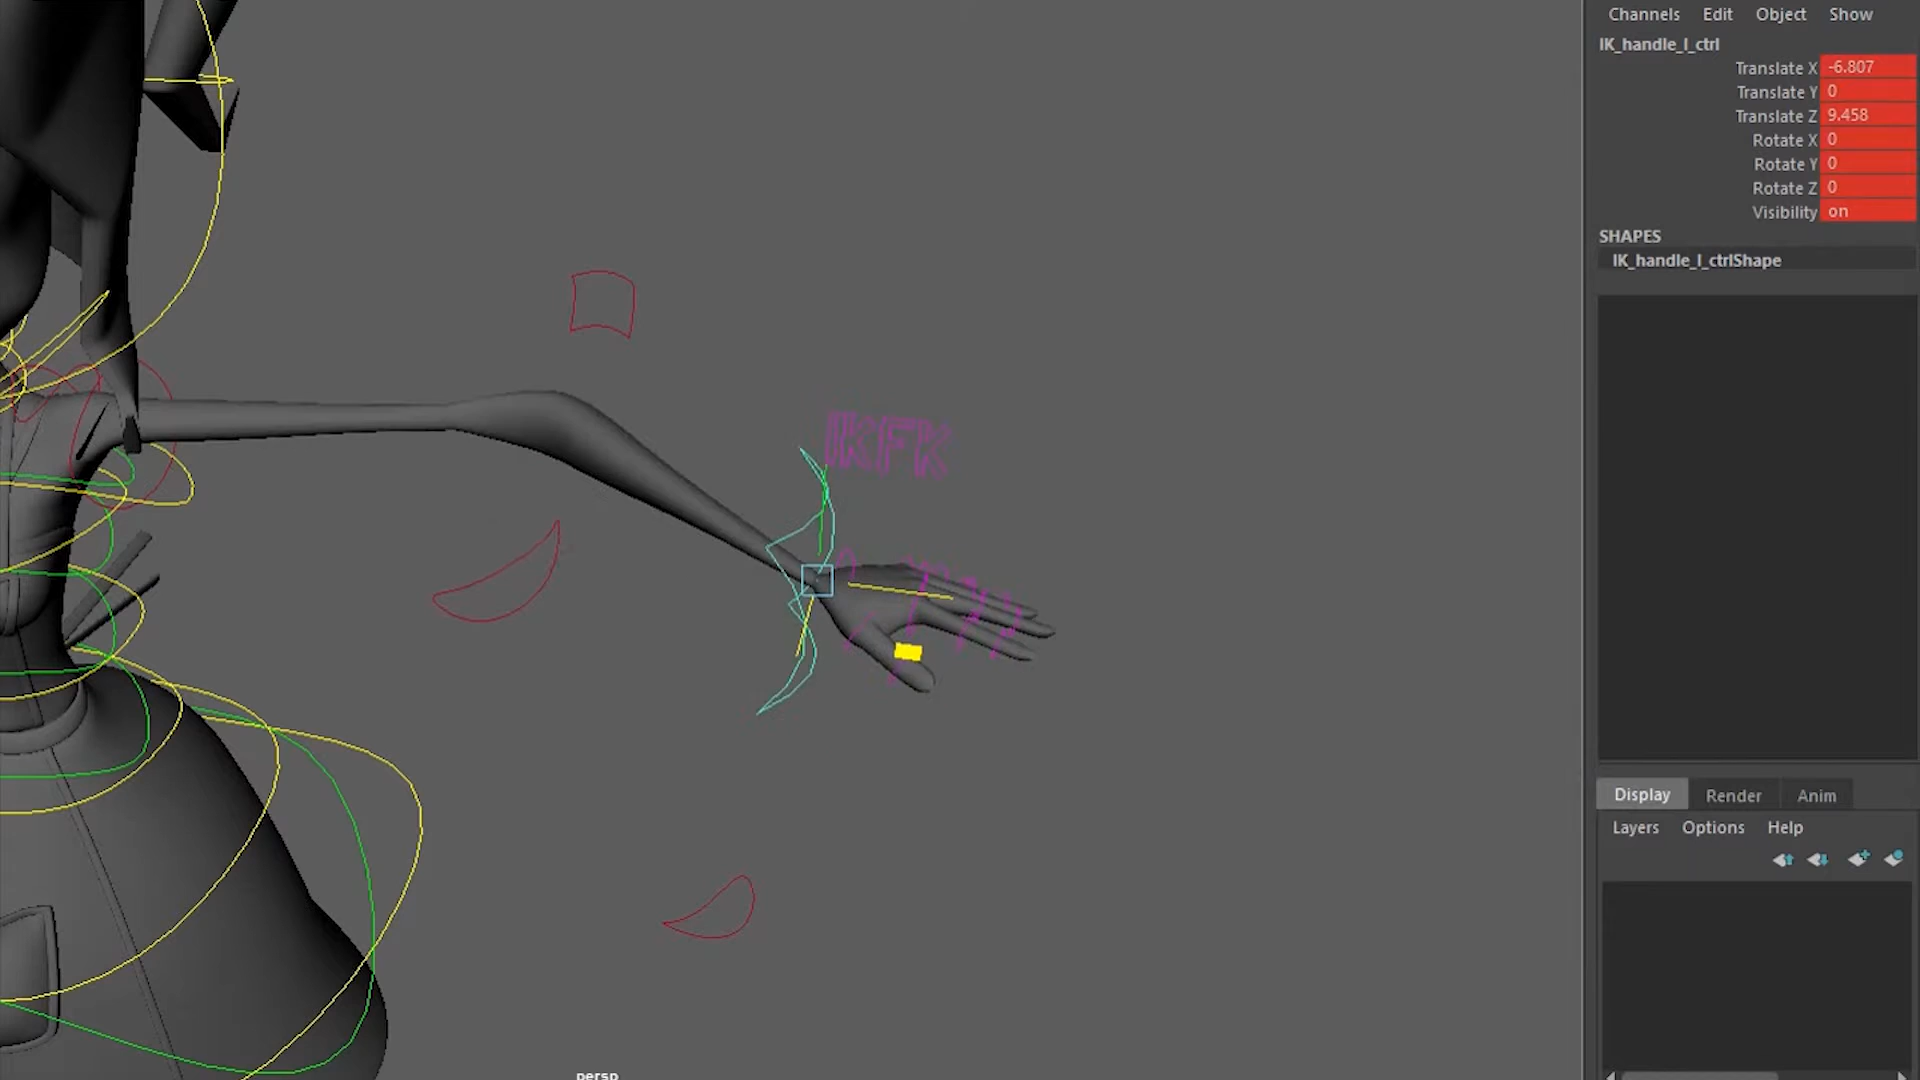 Channels Edit Object Show
IK_handle_l_ctrl
Translate X -6.807
Translate Y 0
Translate Z 9.458
Rotate X 0
Rotate Y 0
Rotate Z 0
Visibility on
SHAPES
IK_handle_l_ctrlShape
IKFK
Display Render Anim
Layers Options Help
persp